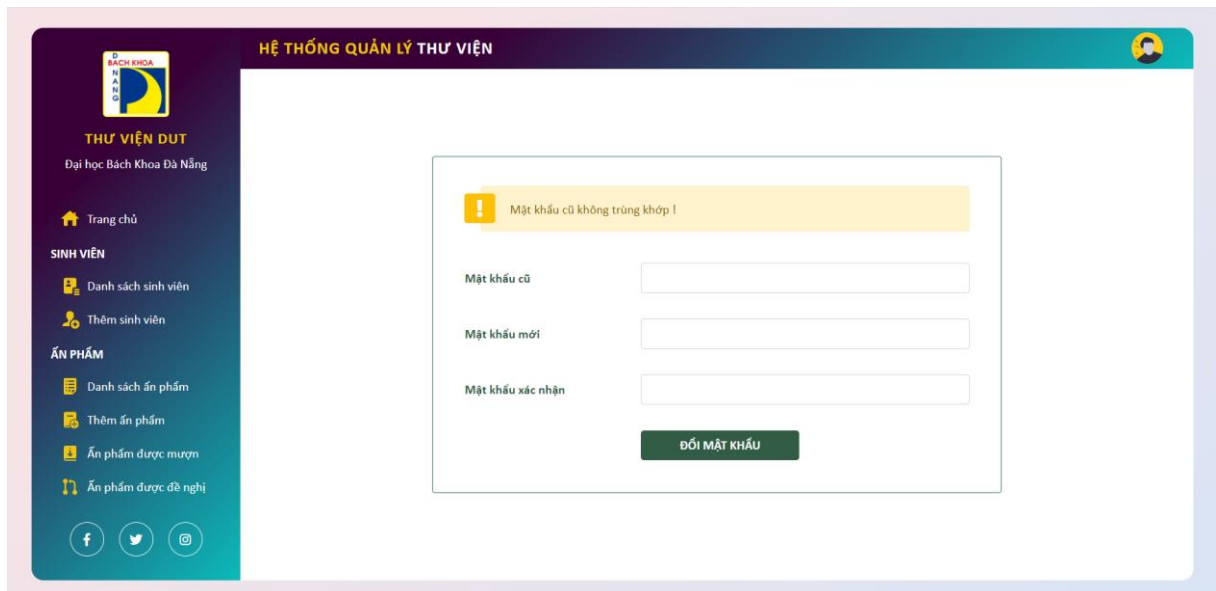 HỆ THỐNG QUẢN LÝ THƯ VIỆN
BACH KHOA
DANANG
THƯ VIỆN DUT
Đại học Bách Khoa Đà Nẵng
Trang chủ
SINH VIÊN
Danh sách sinh viên
Thêm sinh viên
ẤN PHẨM
Danh sách ấn phẩm
Thêm ấn phẩm
Ấn phẩm được mượn
Ấn phẩm được đề nghị
Mật khẩu cũ không trùng khớp !
Mật khẩu cũ
Mật khẩu mới
Mật khẩu xác nhận
ĐỔI MẬT KHẨU